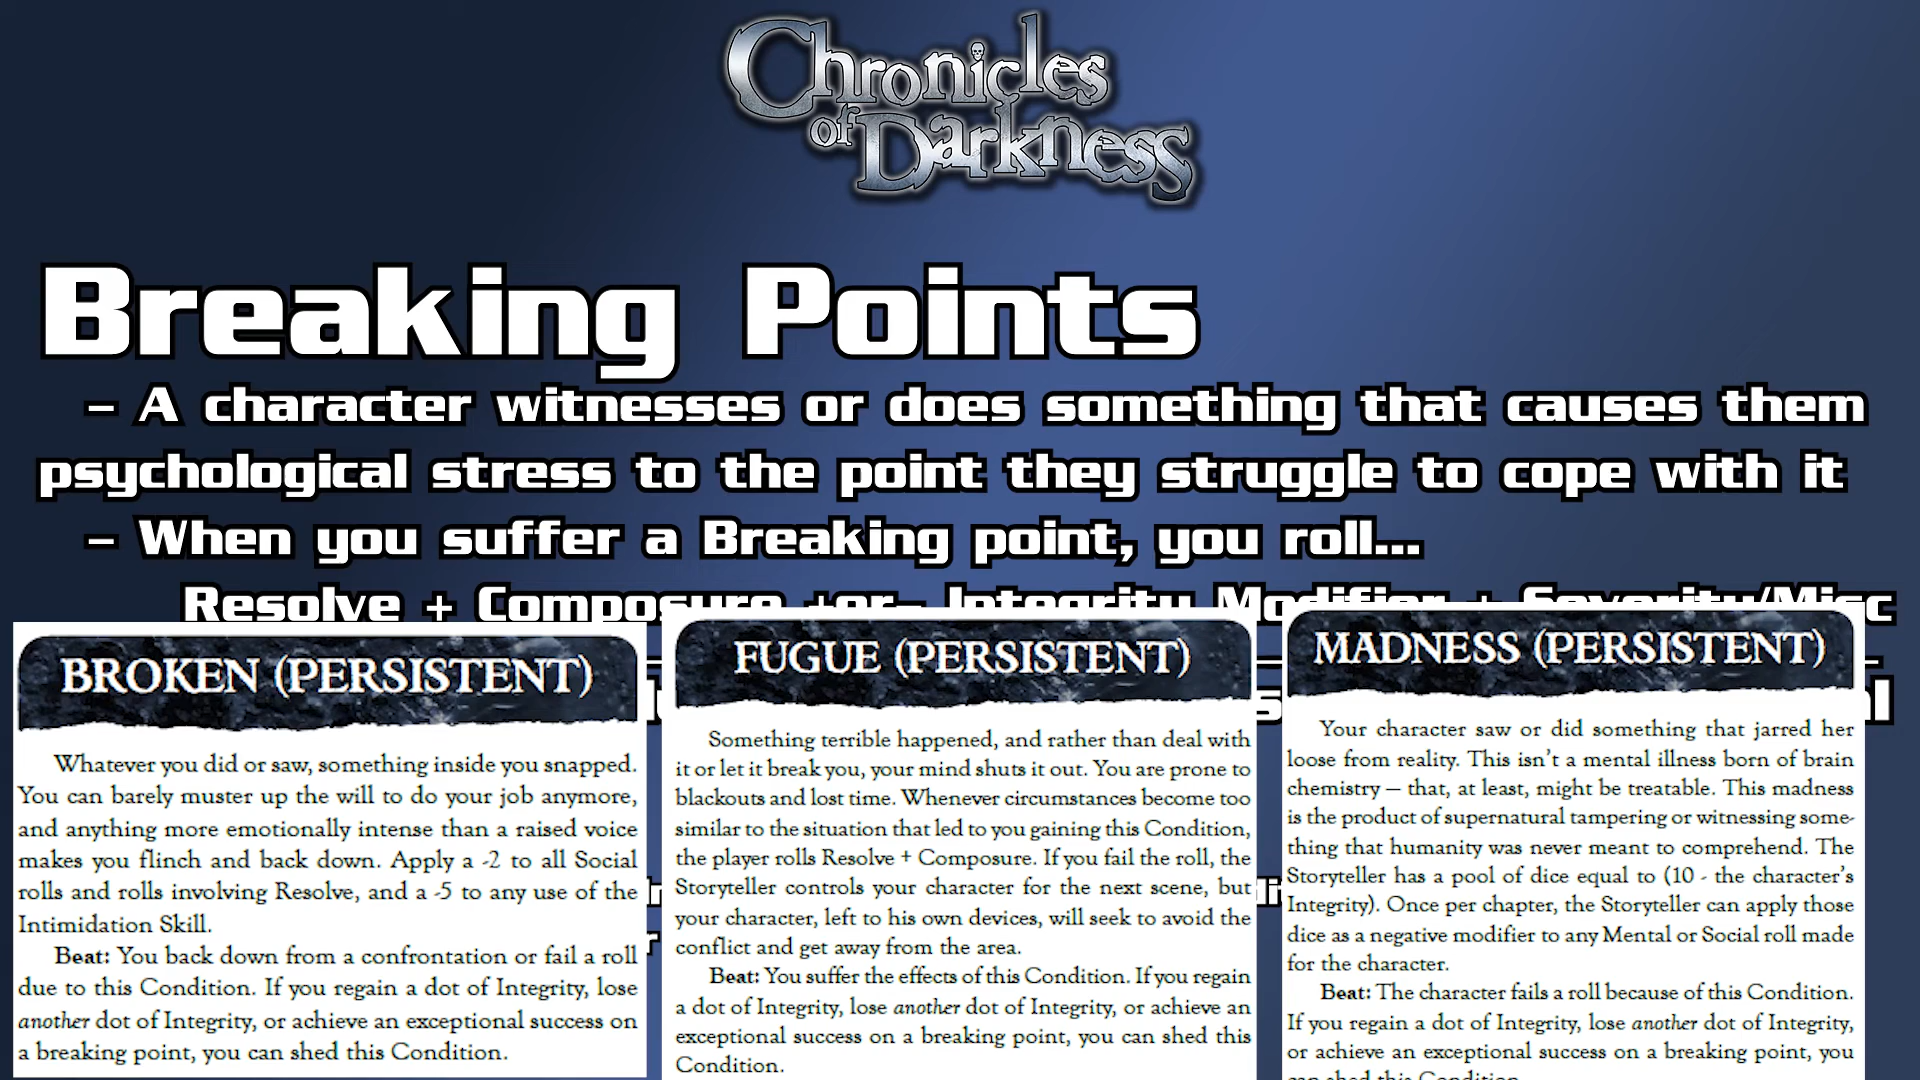 Chronicles
of Darkness
Breaking Points
– A character witnesses or does something that causes them
psychological stress to the point they struggle to cope with it
– When you suffer a Breaking point, you roll...
Resolve + Composure +or- Integrity Modifier + Severity/Misc
BROKEN (PERSISTENT)
Whatever you did or saw, something inside you snapped.
You can barely muster up the will to do your job anymore,
and anything more emotionally intense than a raised voice
makes you flinch and back down. Apply a -2 to all Social
rolls and rolls involving Resolve, and a -5 to any use of the
Intimidation Skill.
Beat: You back down from a confrontation or fail a roll
due to this Condition. If you regain a dot of Integrity, lose
another dot of Integrity, or achieve an exceptional success on
a breaking point, you can shed this Condition.
FUGUE (PERSISTENT)
Something terrible happened, and rather than deal with
it or let it break you, your mind shuts it out. You are prone to
blackouts and lost time. Whenever circumstances become too
similar to the situation that led to you gaining this Condition,
the player rolls Resolve + Composure. If you fail the roll, the
Storyteller controls your character for the next scene, but
your character, left to his own devices, will seek to avoid the
conflict and get away from the area.
Beat: You suffer the effects of this Condition. If you regain
a dot of Integrity, lose another dot of Integrity, or achieve an
exceptional success on a breaking point, you can shed this
Condition.
MADNESS (PERSISTENT)
Your character saw or did something that jarred her
loose from reality. This isn't a mental illness born of brain
chemistry — that, at least, might be treatable. This madness
is the product of supernatural tampering or witnessing some-
thing that humanity was never meant to comprehend. The
Storyteller has a pool of dice equal to (10 - the character's
Integrity). Once per chapter, the Storyteller can apply those
dice as a negative modifier to any Mental or Social roll made
for the character.
Beat: The character fails a roll because of this Condition.
If you regain a dot of Integrity, lose another dot of Integrity,
or achieve an exceptional success on a breaking point, you
can shed this Condition.